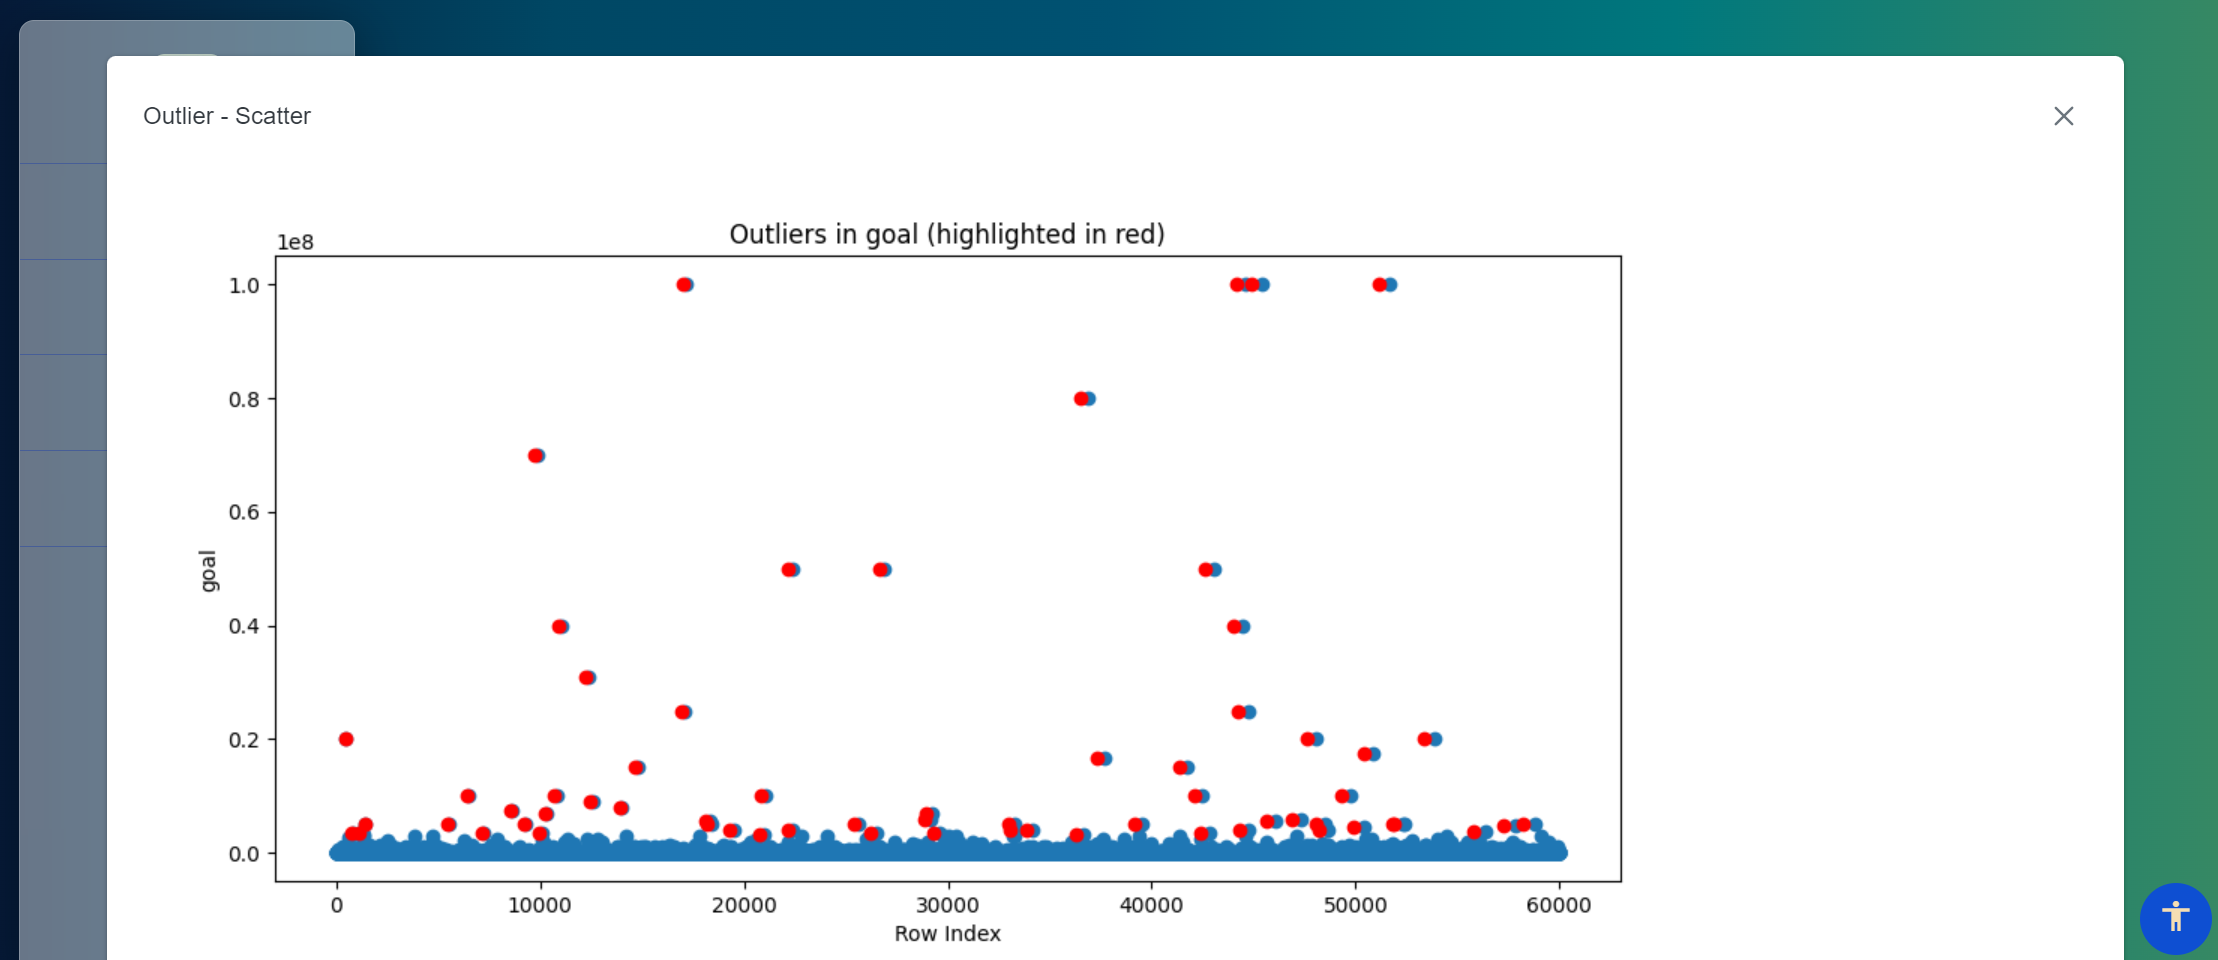 Outlier - Scatter
Outliers in goal (highlighted in red)
1e8
1.0
0.8
0.6
0.4
0.2
0.0
goal
0 10000 20000 30000 40000 50000 60000
Row Index